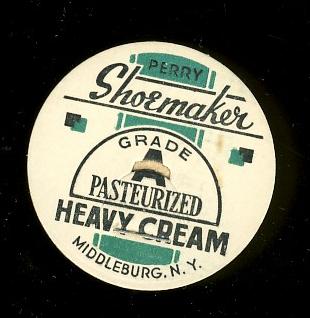 PERRY
Shoemaker
GRADE
A
PASTEURIZED
HEAVY CREAM
MIDDLEBURG, N. Y.